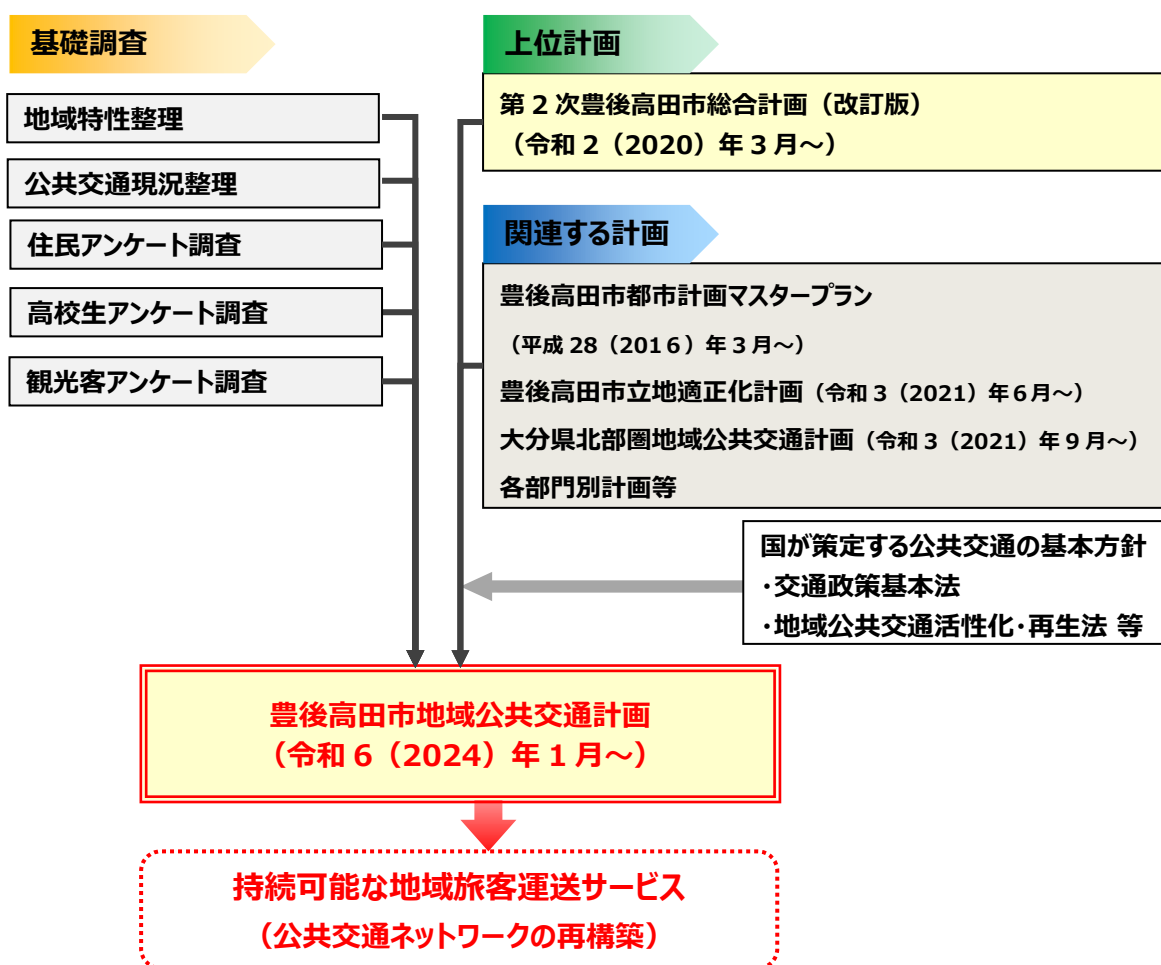 基礎調査
地域特性整理
公共交通現況整理
住民アンケート調査
高校生アンケート調査
観光客アンケート調査
上位計画
第2次豊後高田市総合計画（改訂版）
（令和2（2020）年3月～）
関連する計画
豊後高田市都市計画マスタープラン
（平成28（2016）年3月～）
豊後高田市立地適正化計画（令和3（2021）年6月～）
大分県北部圏地域公共交通計画（令和3（2021）年9月～）
各部門別計画等
国が策定する公共交通の基本方針
・交通政策基本法
・地域公共交通活性化・再生法 等
豊後高田市地域公共交通計画
（令和6（2024）年1月～）
持続可能な地域旅客運送サービス
（公共交通ネットワークの再構築）